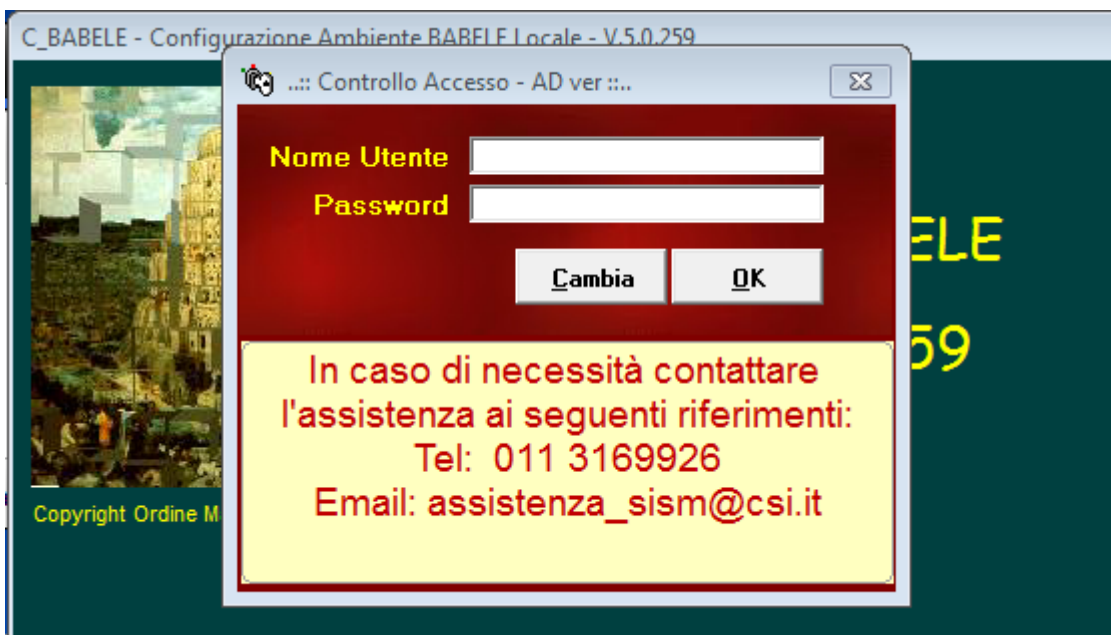 C_BABELE - Configurazione Ambiente BABELE Locale - V.5.0.259
..:: Controllo Accesso - AD ver ::..
Nome Utente
Password
Cambia OK
ELE
59
In caso di necessità contattare
l'assistenza ai seguenti riferimenti:
Tel: 011 3169926
Email: assistenza_sism@csi.it
Copyright Ordine M